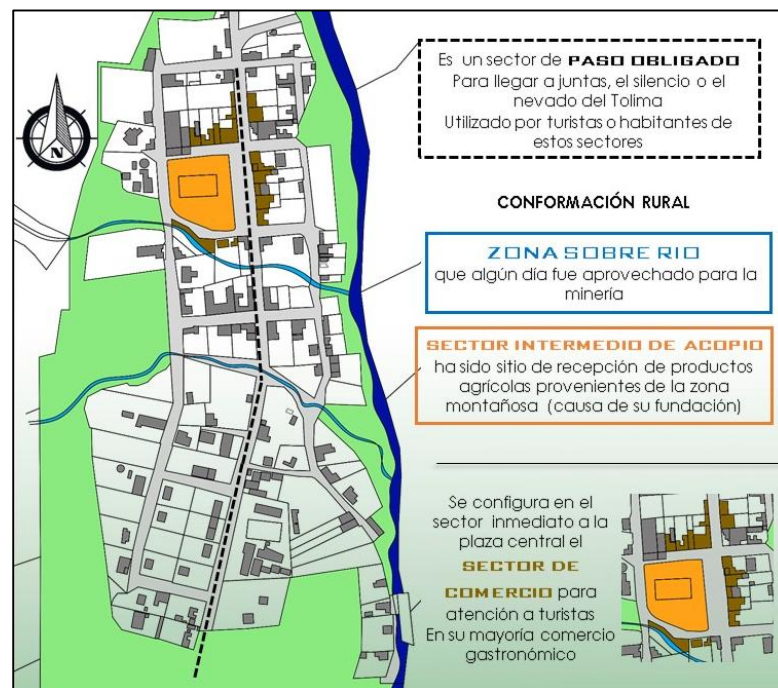 N
Es un sector de PASO OBLIGADO
Para llegar a juntas, el silencio o el
nevado del Tolima
Utilizado por turistas o habitantes de
estos sectores
CONFORMACIÓN RURAL
ZONA SOBRE RIO
que algún día fue aprovechado para la
minería
SECTOR INTERMEDIO DE ACOPIO
ha sido sitio de recepción de productos
agrícolas provenientes de la zona
montañosa (causa de su fundación)
Se configura en el
sector inmediato a la
plaza central el
SECTOR DE
COMERCIO para
atención a turistas
En su mayoría comercio
gastronómico